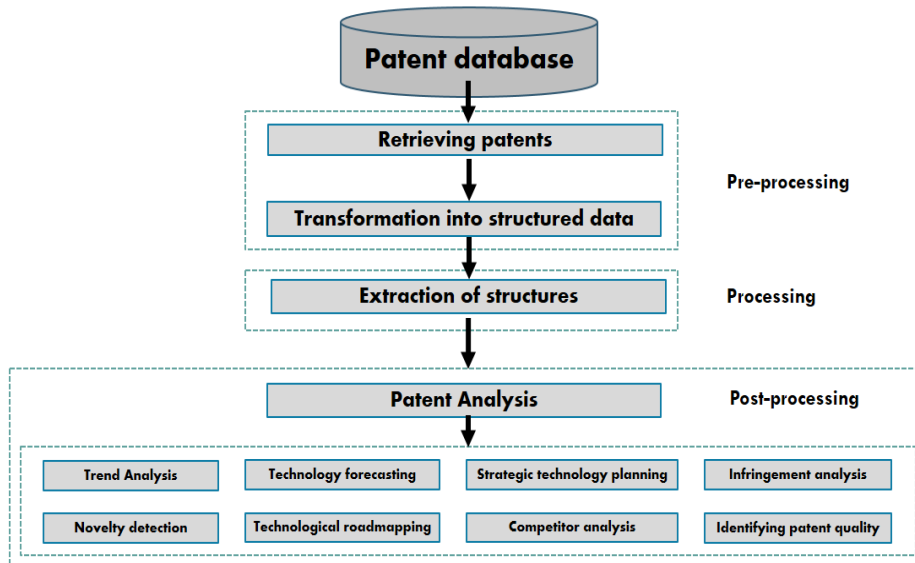 Patent database
Retrieving patents
Pre-processing
Transformation into structured data
Extraction of structures
Processing
Patent Analysis
Post-processing
Trend Analysis
Technology forecasting
Strategic technology planning
Infringement analysis
Novelty detection
Technological roadmapping
Competitor analysis
Identifying patent quality